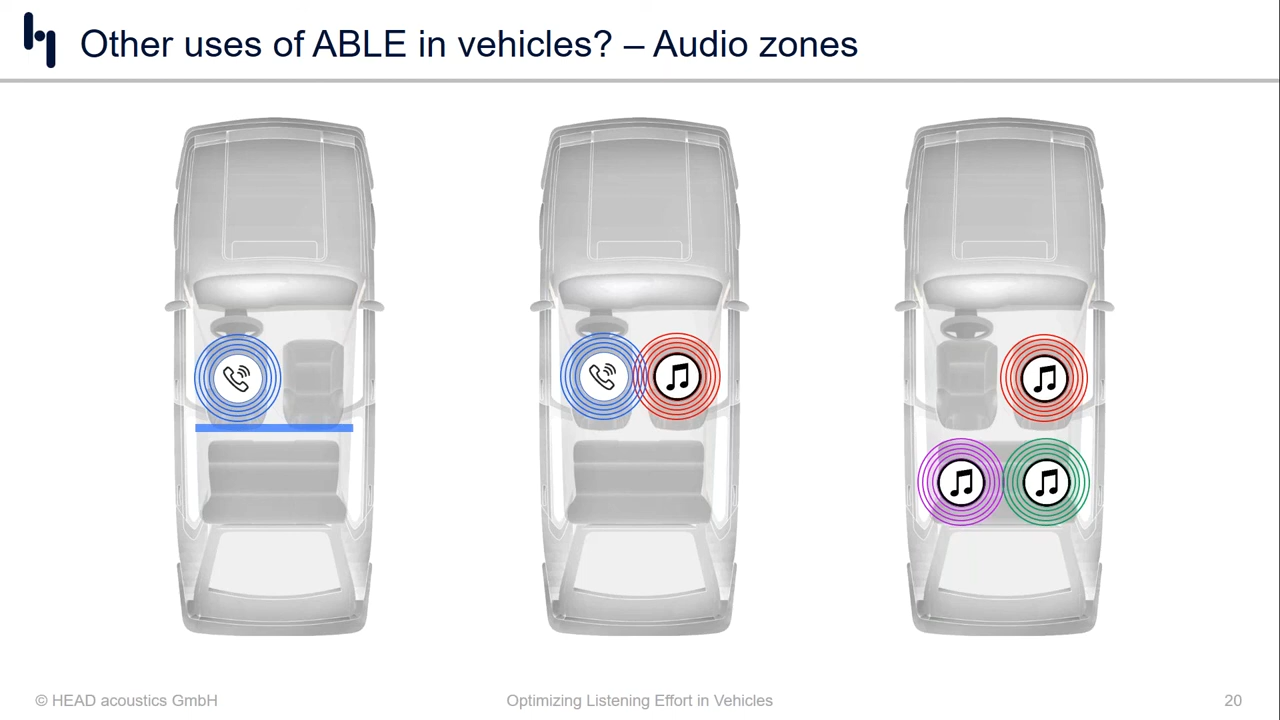 Other uses of ABLE in vehicles? – Audio zones
© HEAD acoustics GmbH
Optimizing Listening Effort in Vehicles
20